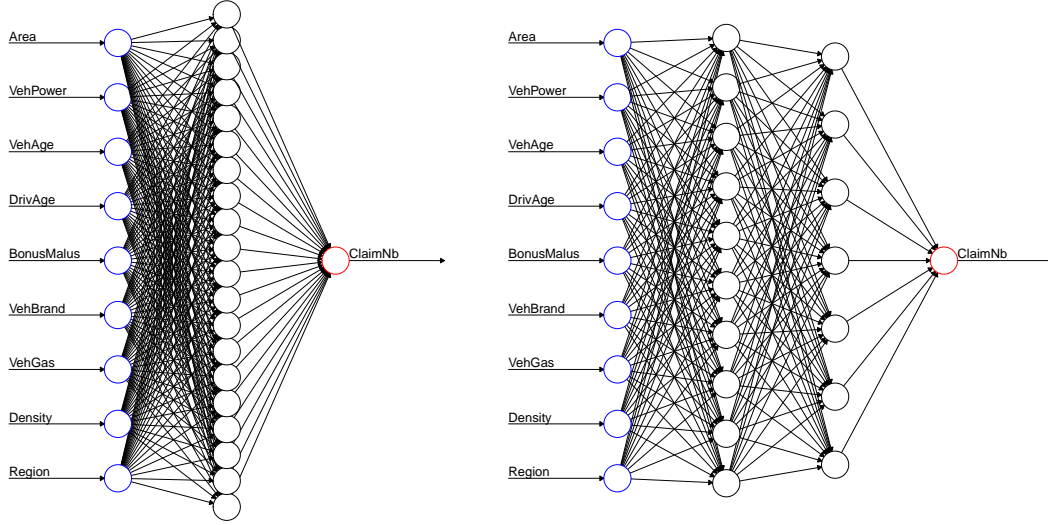 Area
VehPower
VehAge
DrivAge
BonusMalus
VehBrand
VehGas
Density
Region
ClaimNb
Area
VehPower
VehAge
DrivAge
BonusMalus
VehBrand
VehGas
Density
Region
ClaimNb